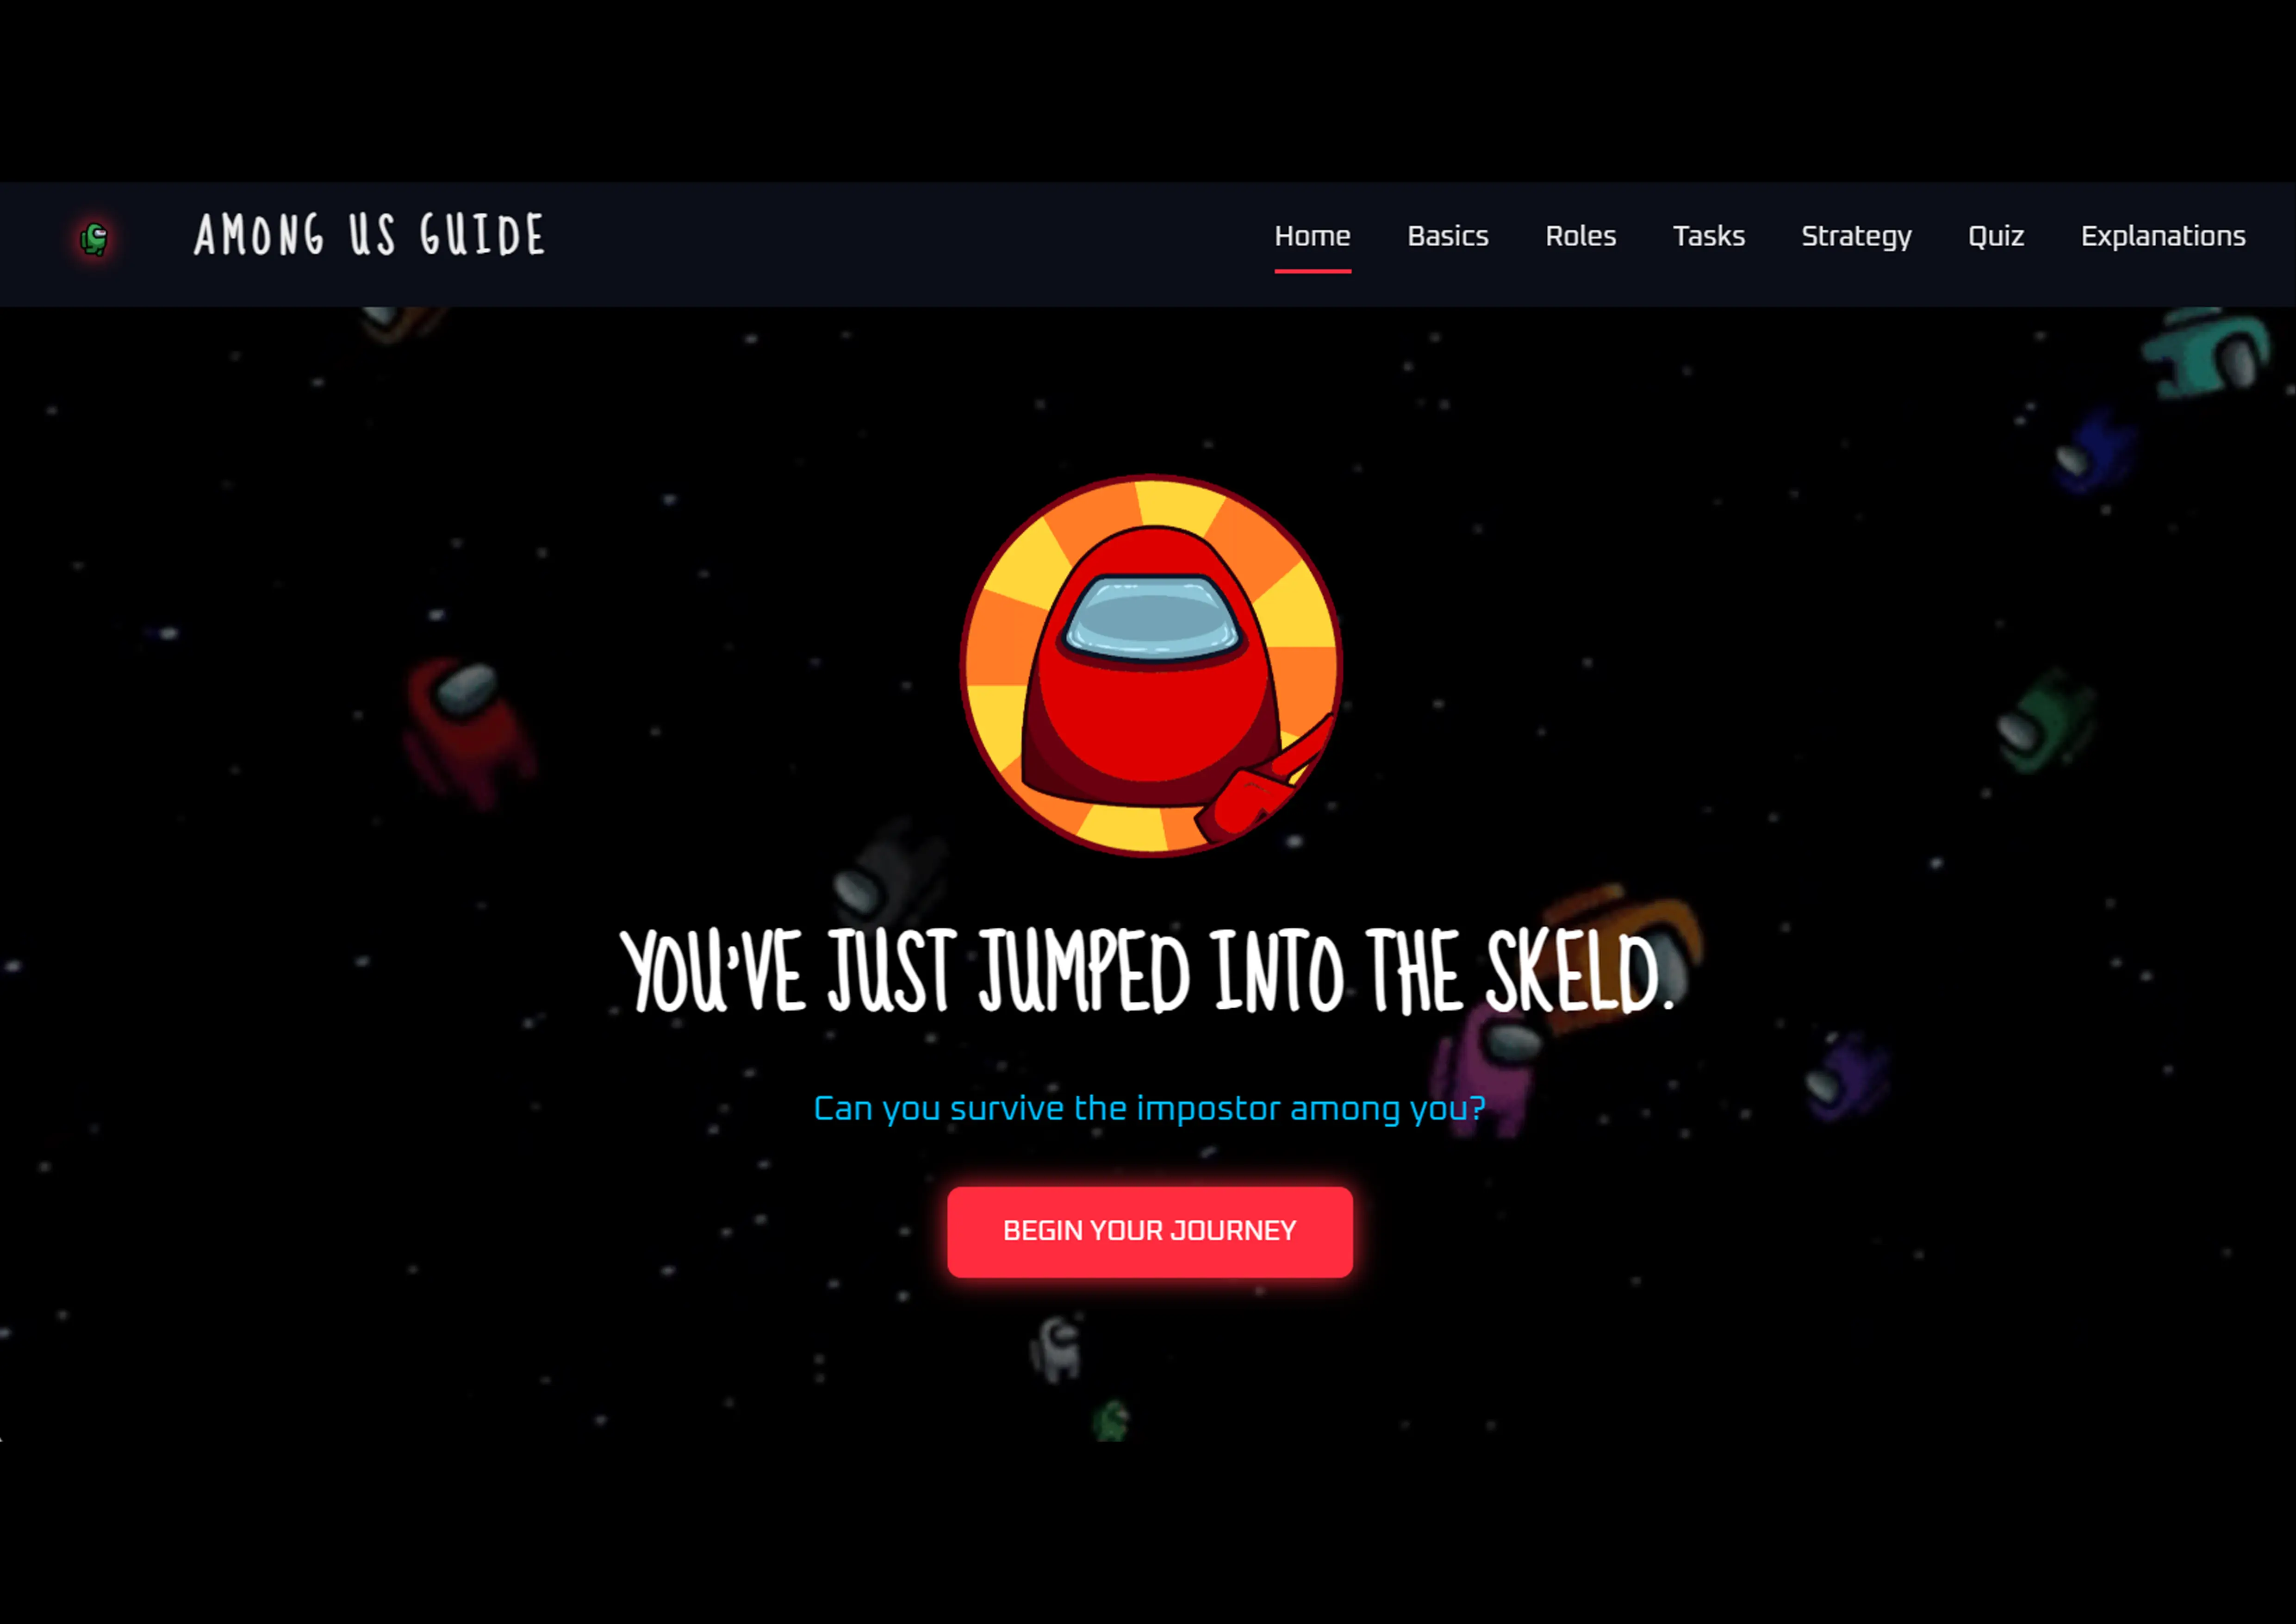 AMONG US GUIDE
Home Basics Roles Tasks Strategy Quiz Explanations
YOU'VE JUST JUMPED INTO THE SKELD.
Can you survive the impostor among you?
BEGIN YOUR JOURNEY